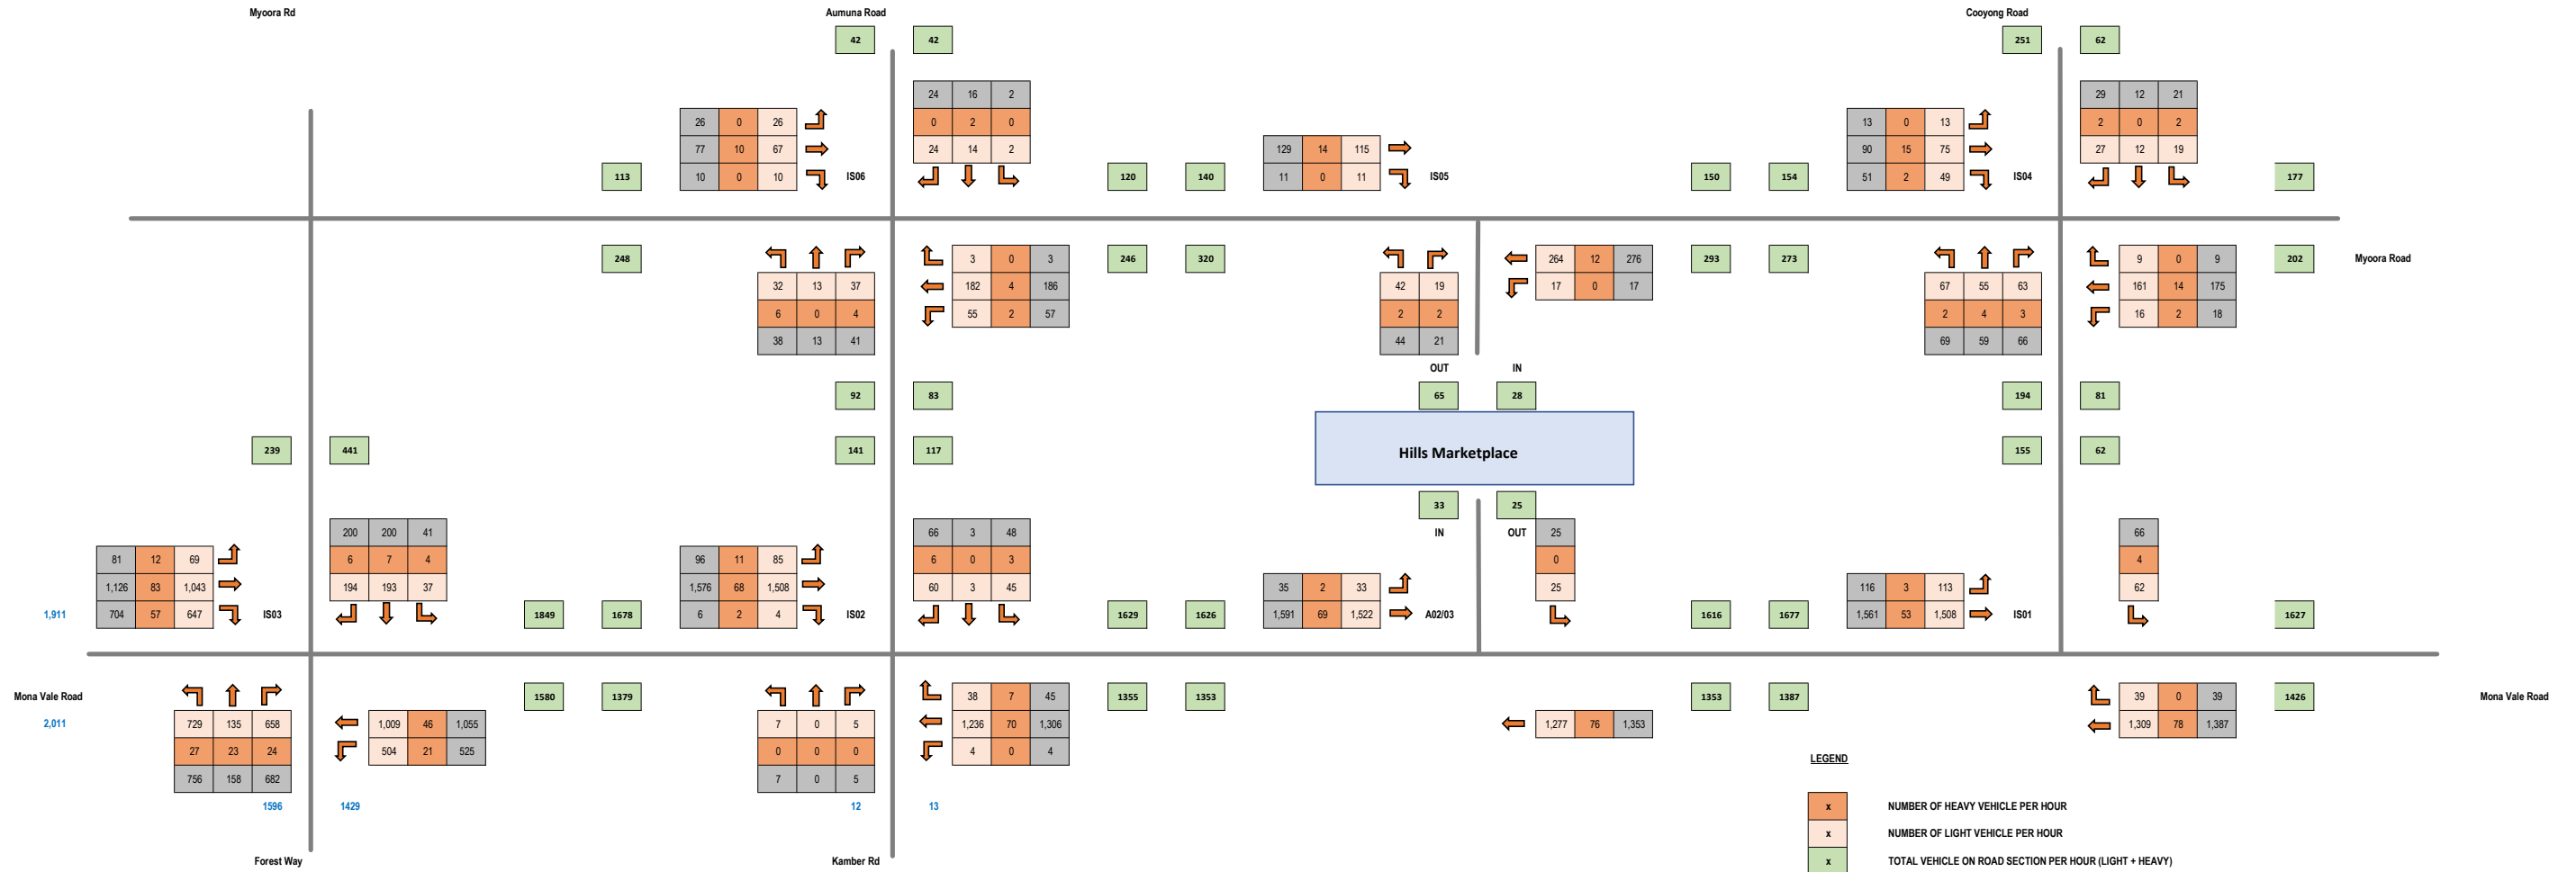 Myoora Rd Aumuna Road Cooyong Road
42 42 251 62
24 16 2 29 12 21
26 0 26 0 2 0 13 0 13 2 0 2
77 10 67 24 14 2 129 14 115 90 15 75 27 12 19
113 10 0 10 IS06 120 140 11 0 11 IS05 150 154 51 2 49 IS04 177
248 3 0 3 246 320 264 12 276 293 273 9 0 9 202 Myoora Road
32 13 37 182 4 186 42 19 17 0 17 67 55 63 161 14 175
6 0 4 55 2 57 2 2 2 4 3 16 2 18
38 13 41 44 21 69 59 66
OUT IN
92 83 65 28 194 81
239 441 141 117 Hills Marketplace 155 62
33 25
200 200 41 66 3 48 IN OUT 25 66
81 12 69 6 7 4 96 11 85 6 0 3 0 4
1,126 83 1,043 194 193 37 1,576 68 1,508 60 3 45 35 2 33 25 116 3 113 62
1,911 704 57 647 IS03 1849 1678 6 2 4 IS02 1629 1626 1,591 69 1,522 A02/03 1616 1677 1,561 53 1,508 IS01 1627
Mona Vale Road 1580 1379 38 7 45 1355 1353 1353 1387 39 0 39 1426 Mona Vale Road
2,011 729 135 658 1,009 46 1,055 7 0 5 1,236 70 1,306 1,277 76 1,353 1,309 78 1,387
27 23 24 504 21 525 0 0 0 4 0 4
LEGEND
756 158 682 7 0 5
1596 1429 12 13 x NUMBER OF HEAVY VEHICLE PER HOUR
x NUMBER OF LIGHT VEHICLE PER HOUR
Forest Way Kamber Rd x TOTAL VEHICLE ON ROAD SECTION PER HOUR (LIGHT + HEAVY)